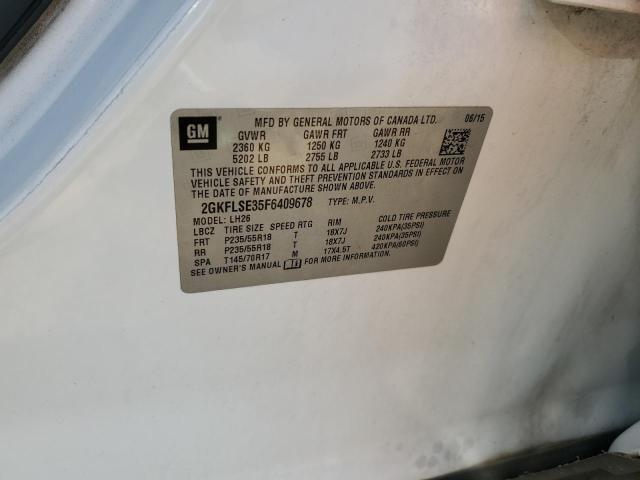 GM
MFD BY GENERAL MOTORS OF CANADA LTD. 06/15
GVWR GAWR FRT GAWR RR
2360 KG 1250 KG 1240 KG
5202 LB 2755 LB 2733 LB
THIS VEHICLE CONFORMS TO ALL APPLICABLE U.S. FEDERAL MOTOR
VEHICLE SAFETY AND THEFT PREVENTION STANDARDS IN EFFECT ON
THE DATE OF MANUFACTURE SHOWN ABOVE.
2GKFLSE35F6409678 TYPE: M.P.V.
MODEL: LH26
LBCZ TIRE SIZE SPEED RTG RIM COLD TIRE PRESSURE
FRT P235/55R18 T 18X7J 240KPA(35PSI)
RR P235/55R18 T 18X7J 240KPA(35PSI)
SPA T145/70R17 17X4.5T 420KPA(60PSI)
SEE OWNER'S MANUAL FOR MORE INFORMATION.